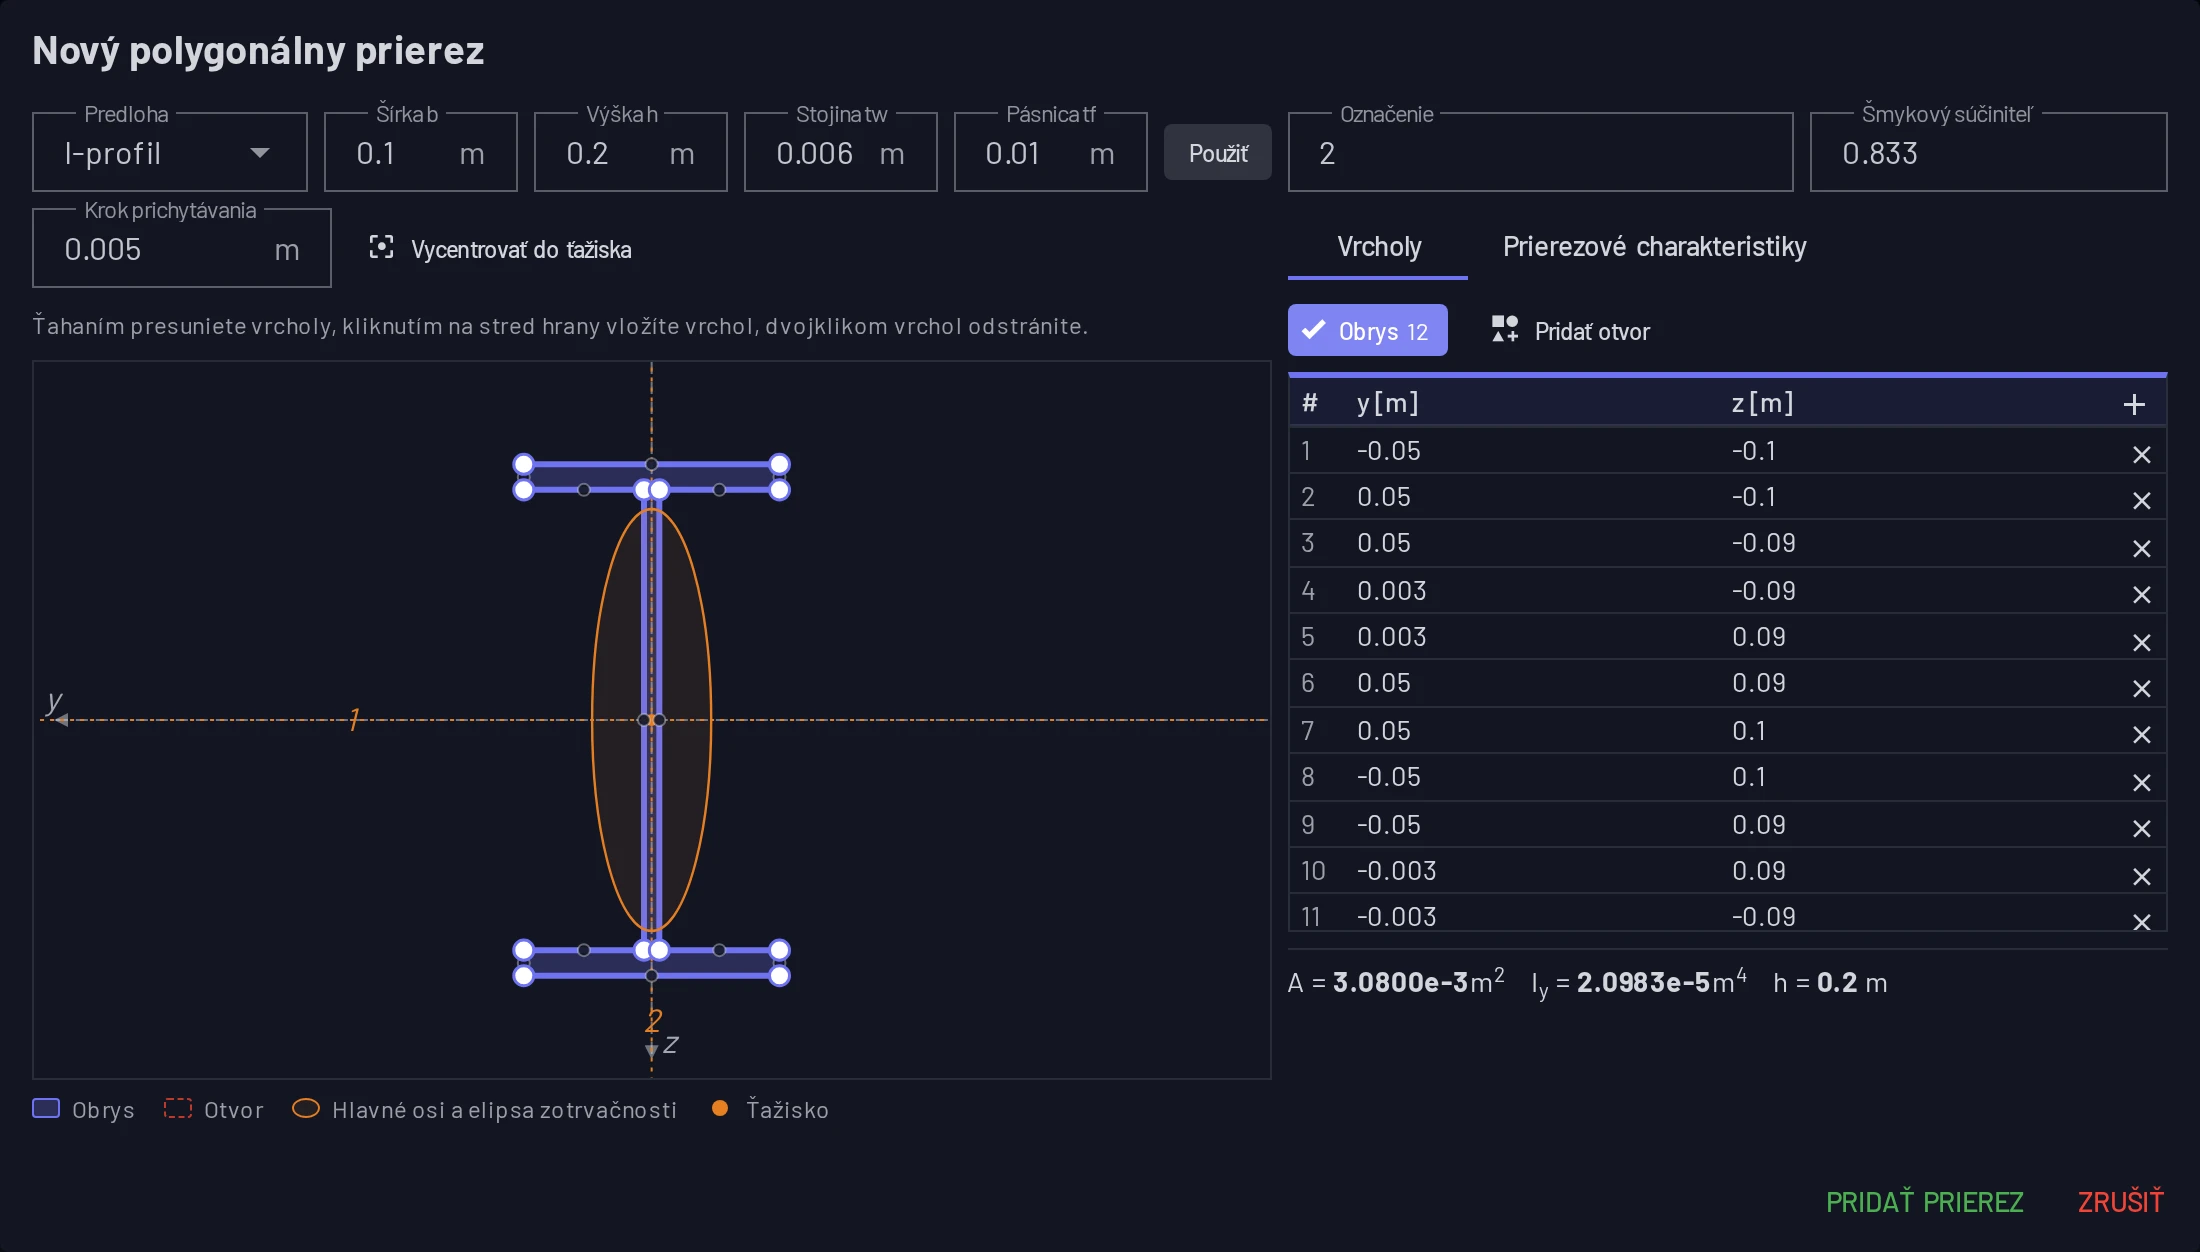 Nový polygonálny prierez
Predloha
I-profil
Šírka b
0.1 m
Výška h
0.2 m
Stojina tw
0.006 m
Pásnica tf
0.01 m
Použiť
Označenie
2
Šmykový súčiniteľ
0.833
Krok prichytávania
0.005 m
Vycentrovať do ťažiska
Ťahaním presuniete vrcholy, kliknutím na stred hrany vložíte vrchol, dvojklikom vrchol odstránite.
y
1
2
z
Obrys
Otvor
Hlavné osi a elipsa zotrvačnosti
Ťažisko
Vrcholy
Prierezové charakteristiky
Obrys 12
Pridať otvor
# y [m] z [m]
1 -0.05 -0.1
2 0.05 -0.1
3 0.05 -0.09
4 0.003 -0.09
5 0.003 0.09
6 0.05 0.09
7 0.05 0.1
8 -0.05 0.1
9 -0.05 0.09
10 -0.003 0.09
11 -0.003 -0.09
A = 3.0800e-3m² I_y = 2.0983e-5m⁴ h = 0.2 m
PRIDAŤ PRIEREZ
ZRUŠIŤ